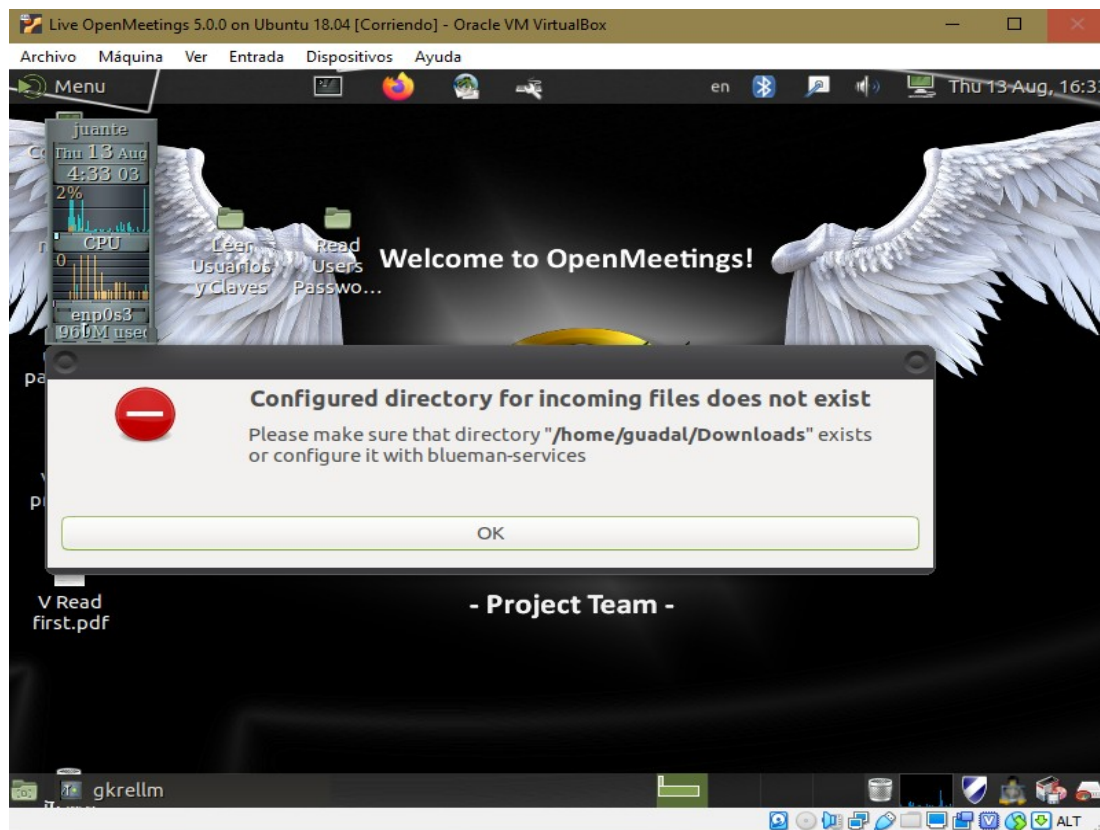 Live OpenMeetings 5.0.0 on Ubuntu 18.04 [Corriendo] - Oracle VM VirtualBox
Archivo Máquina Ver Entrada Dispositivos Ayuda
Menu
en
Thu 13 Aug, 16:33
juante
Thu 13 Aug
4:33 03
2%
CPU
0
enp0s3
Leer
Usuarios
y Claves
Read
Users
Passwo...
Welcome to OpenMeetings!
Configured directory for incoming files does not exist
Please make sure that directory "/home/guadal/Downloads" exists
or configure it with blueman-services
OK
V Read
first.pdf
- Project Team -
gkrellm
ALT